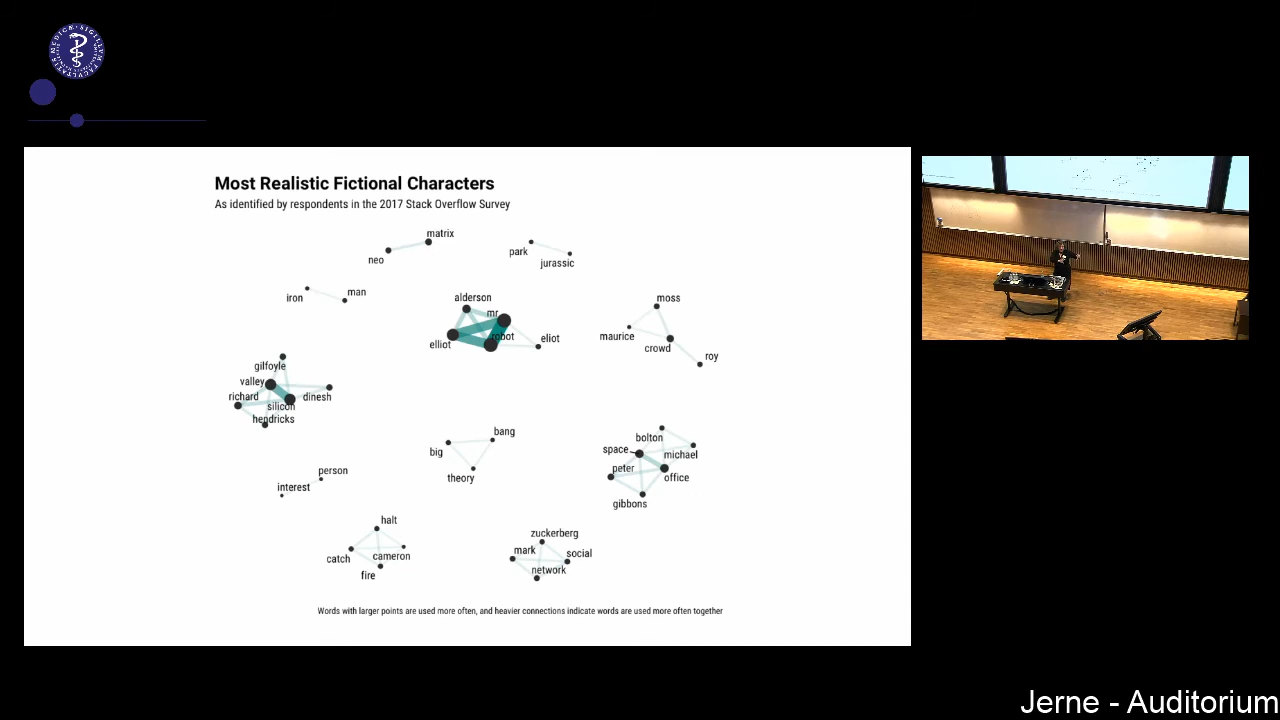 Most Realistic Fictional Characters
As identified by respondents in the 2017 Stack Overflow Survey
matrix
neo
park
jurassic
iron
man
alderson
mr
robot
elliot
eliot
moss
maurice
crowd
roy
gilfoyle
valley
richard
silicon
dinesh
hendricks
bang
big
theory
bolton
space
michael
peter
office
gibbons
person
interest
halt
catch
cameron
fire
zuckerberg
mark
social
network
Words with larger points are used more often, and heavier connections indicate words are used more often together
Jerne - Auditorium